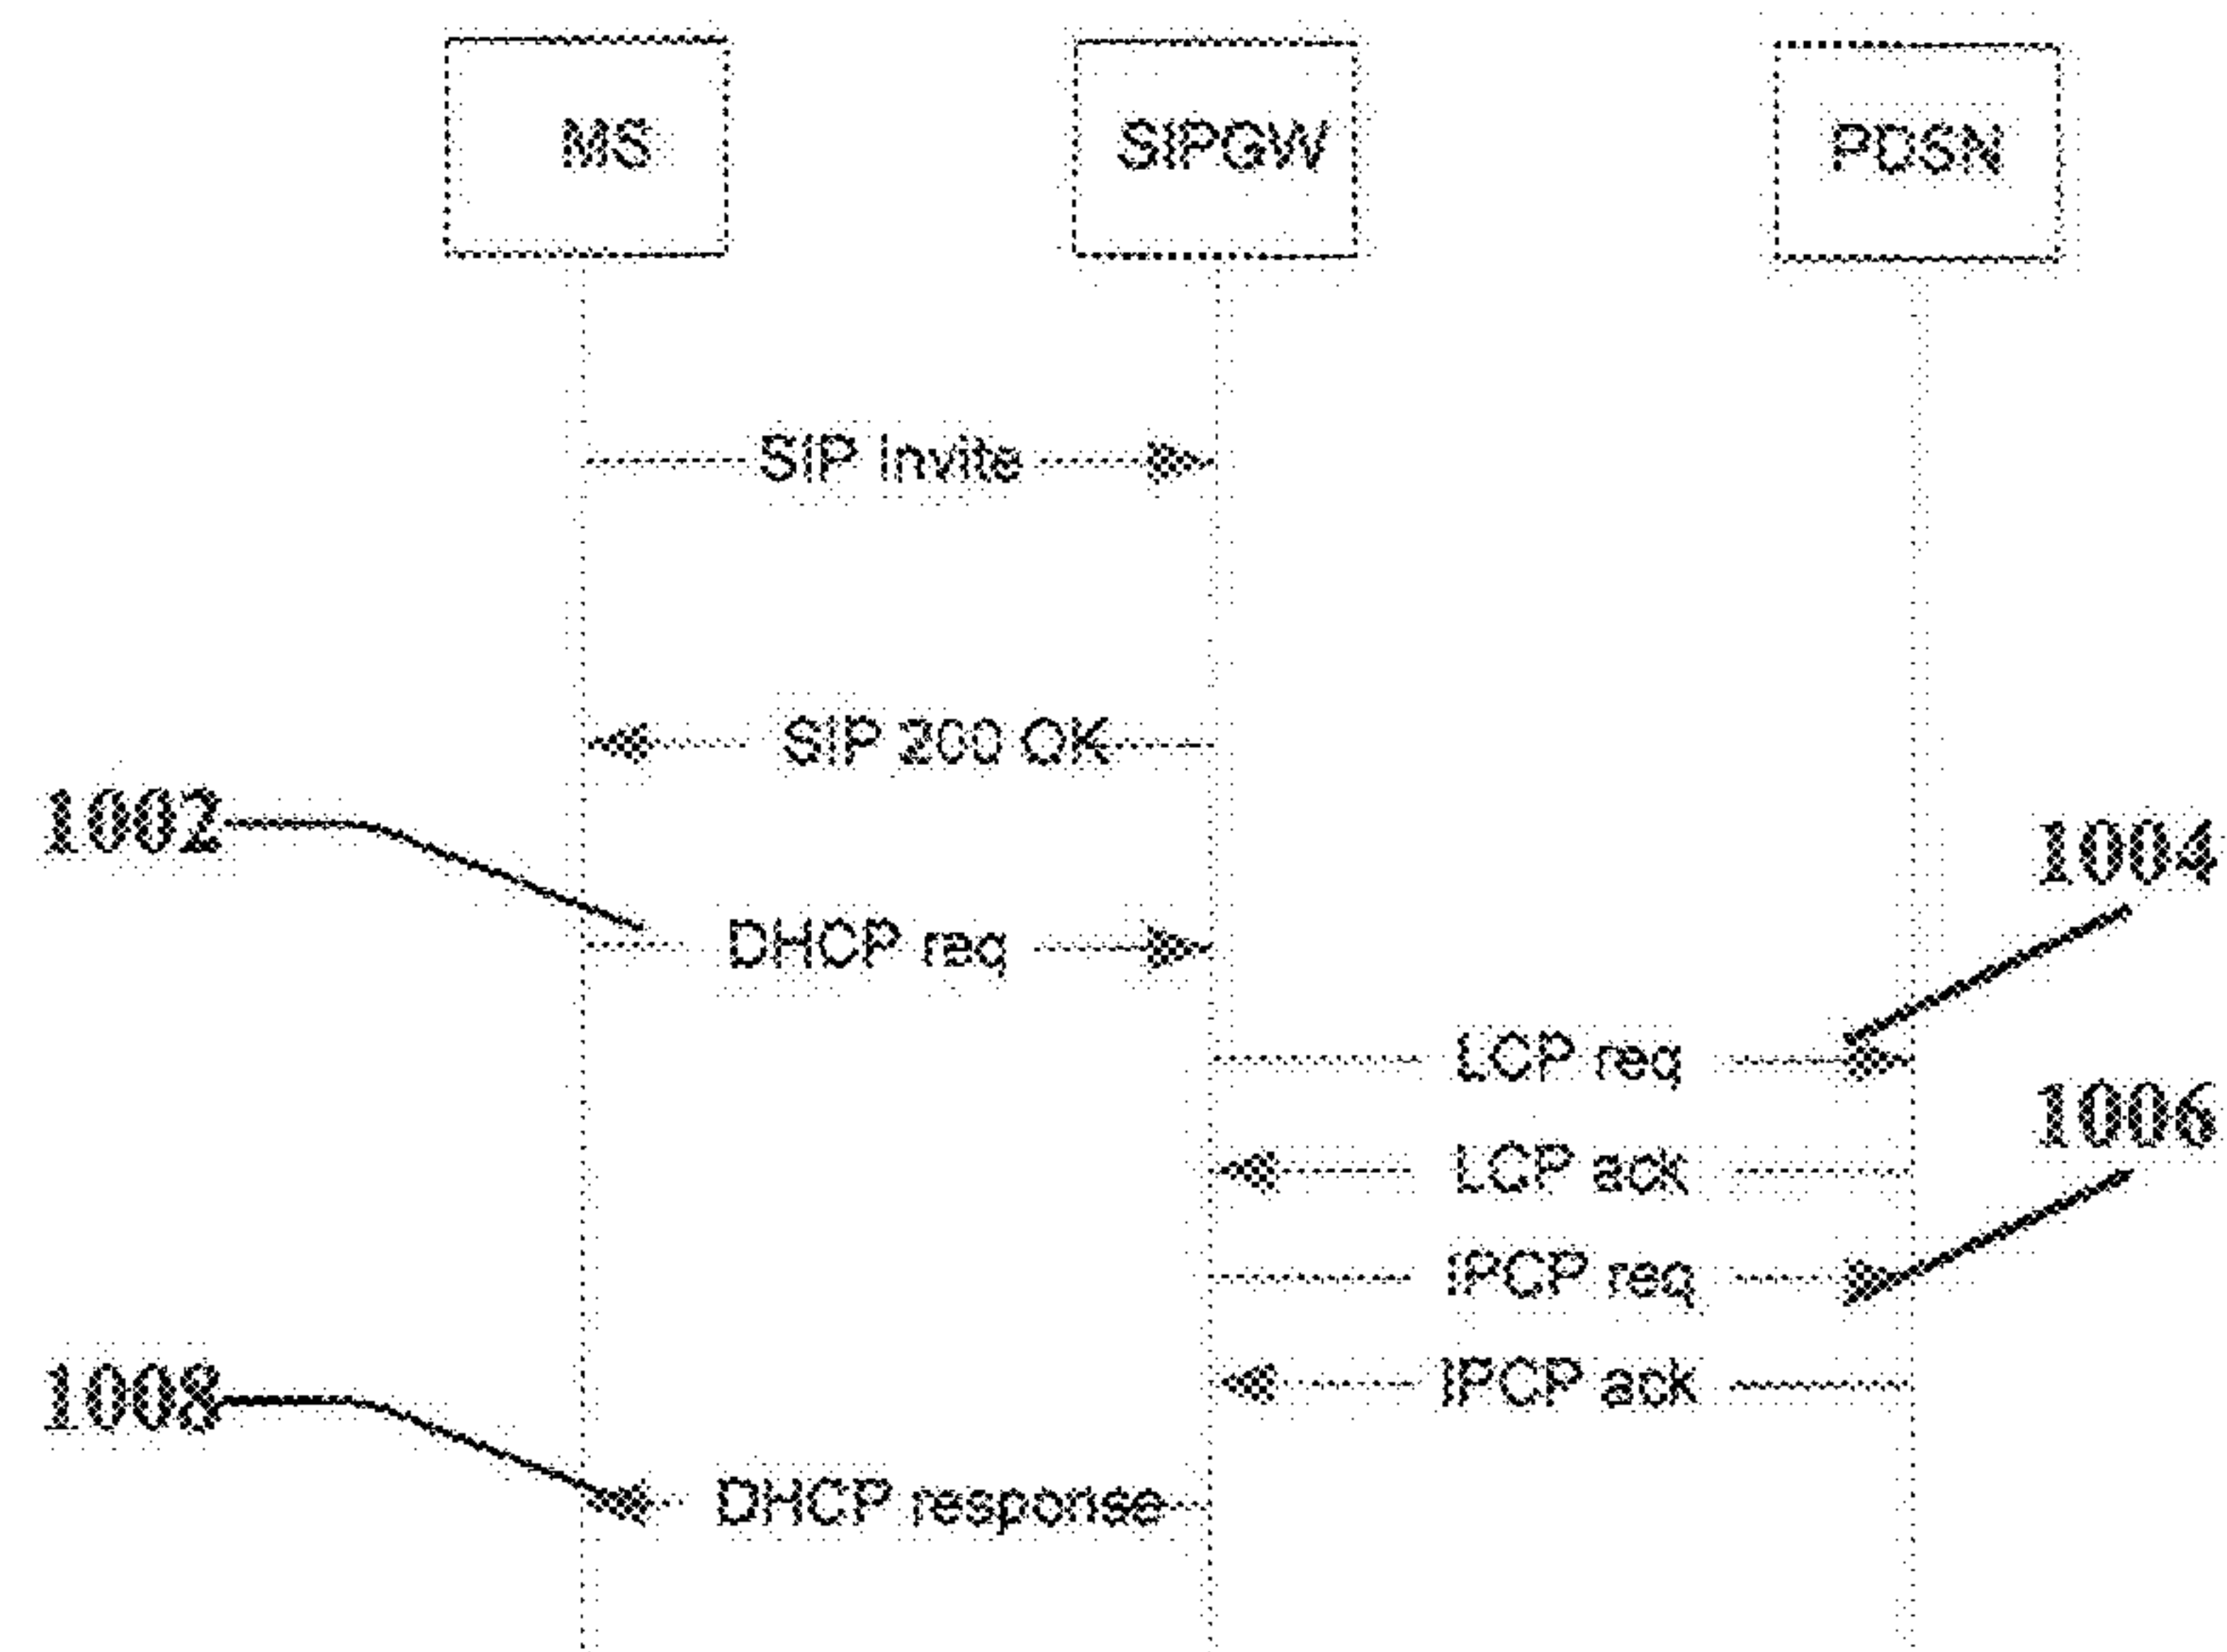 MS SIPGW PDSN
SIP Invite
SIP 200 OK
1002
1004
DHCP req
LCP req
1006
LCP ack
IPCP req
1008
IPCP ack
DHCP response